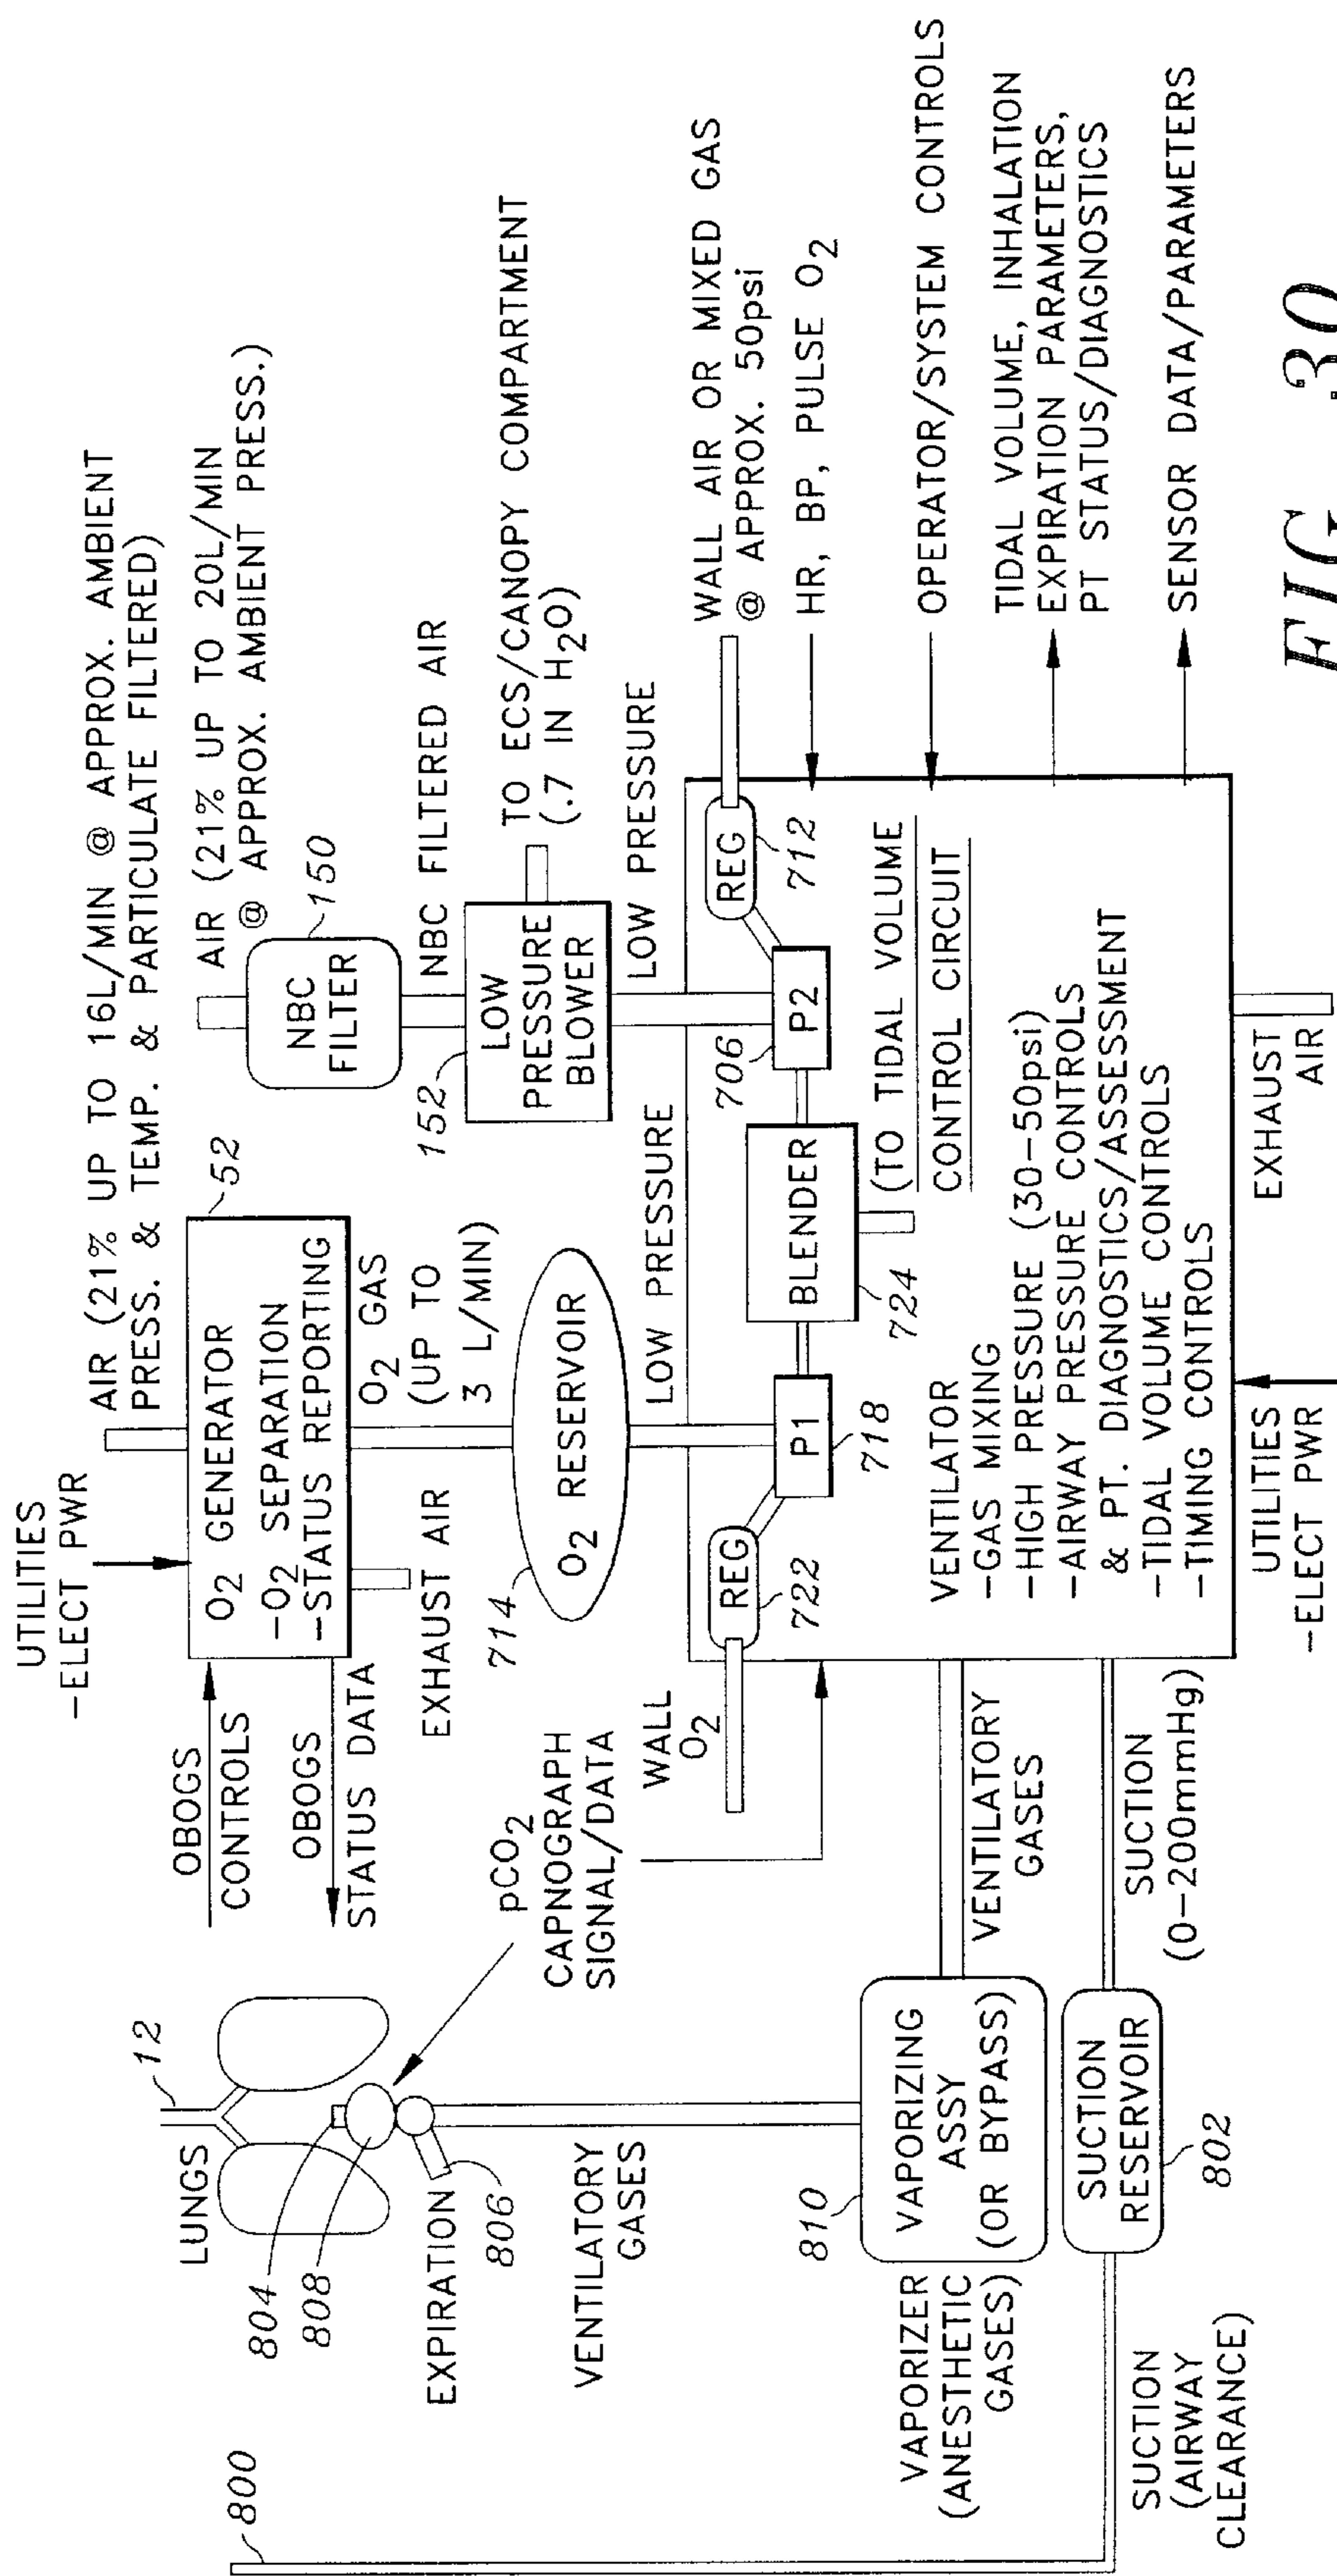 UTILITIES
-ELECT PWR
AIR (21% UP TO 16L/MIN @ APPROX. AMBIENT
PRESS. & TEMP. & PARTICULATE FILTERED)
AIR (21% UP TO 20L/MIN
@ APPROX. AMBIENT PRESS.)
OBOGS
CONTROLS
OBOGS
STATUS DATA
O2 GENERATOR
-O2 SEPARATION
-STATUS REPORTING
52
NBC
FILTER
150
12
LUNGS
804
808
EXPIRATION
806
pCO2
CAPNOGRAPH
SIGNAL/DATA
EXHAUST AIR
O2 GAS
(UP TO
3 L/MIN)
NBC FILTERED AIR
152
LOW
PRESSURE
BLOWER
TO ECS/CANOPY COMPARTMENT
(.7 IN H2O)
714
O2 RESERVOIR
LOW PRESSURE
LOW PRESSURE
800
VENTILATORY
GASES
WALL
O2
REG
722
P1
718
BLENDER
724
P2
706
REG
712
WALL AIR OR MIXED GAS
@ APPROX. 50psi
HR, BP, PULSE O2
(TO TIDAL VOLUME
CONTROL CIRCUIT
OPERATOR/SYSTEM CONTROLS
810
VAPORIZING
ASSY
(OR BYPASS)
VAPORIZER
(ANESTHETIC
GASES)
VENTILATORY
GASES
VENTILATOR
-GAS MIXING
-HIGH PRESSURE (30-50psi)
-AIRWAY PRESSURE CONTROLS
& PT. DIAGNOSTICS/ASSESSMENT
-TIDAL VOLUME CONTROLS
-TIMING CONTROLS
TIDAL VOLUME, INHALATION
EXPIRATION PARAMETERS,
PT STATUS/DIAGNOSTICS
SENSOR DATA/PARAMETERS
SUCTION
RESERVOIR
802
SUCTION
(0-200mmHg)
SUCTION
(AIRWAY
CLEARANCE)
UTILITIES
-ELECT PWR
EXHAUST
AIR
FIG. 30